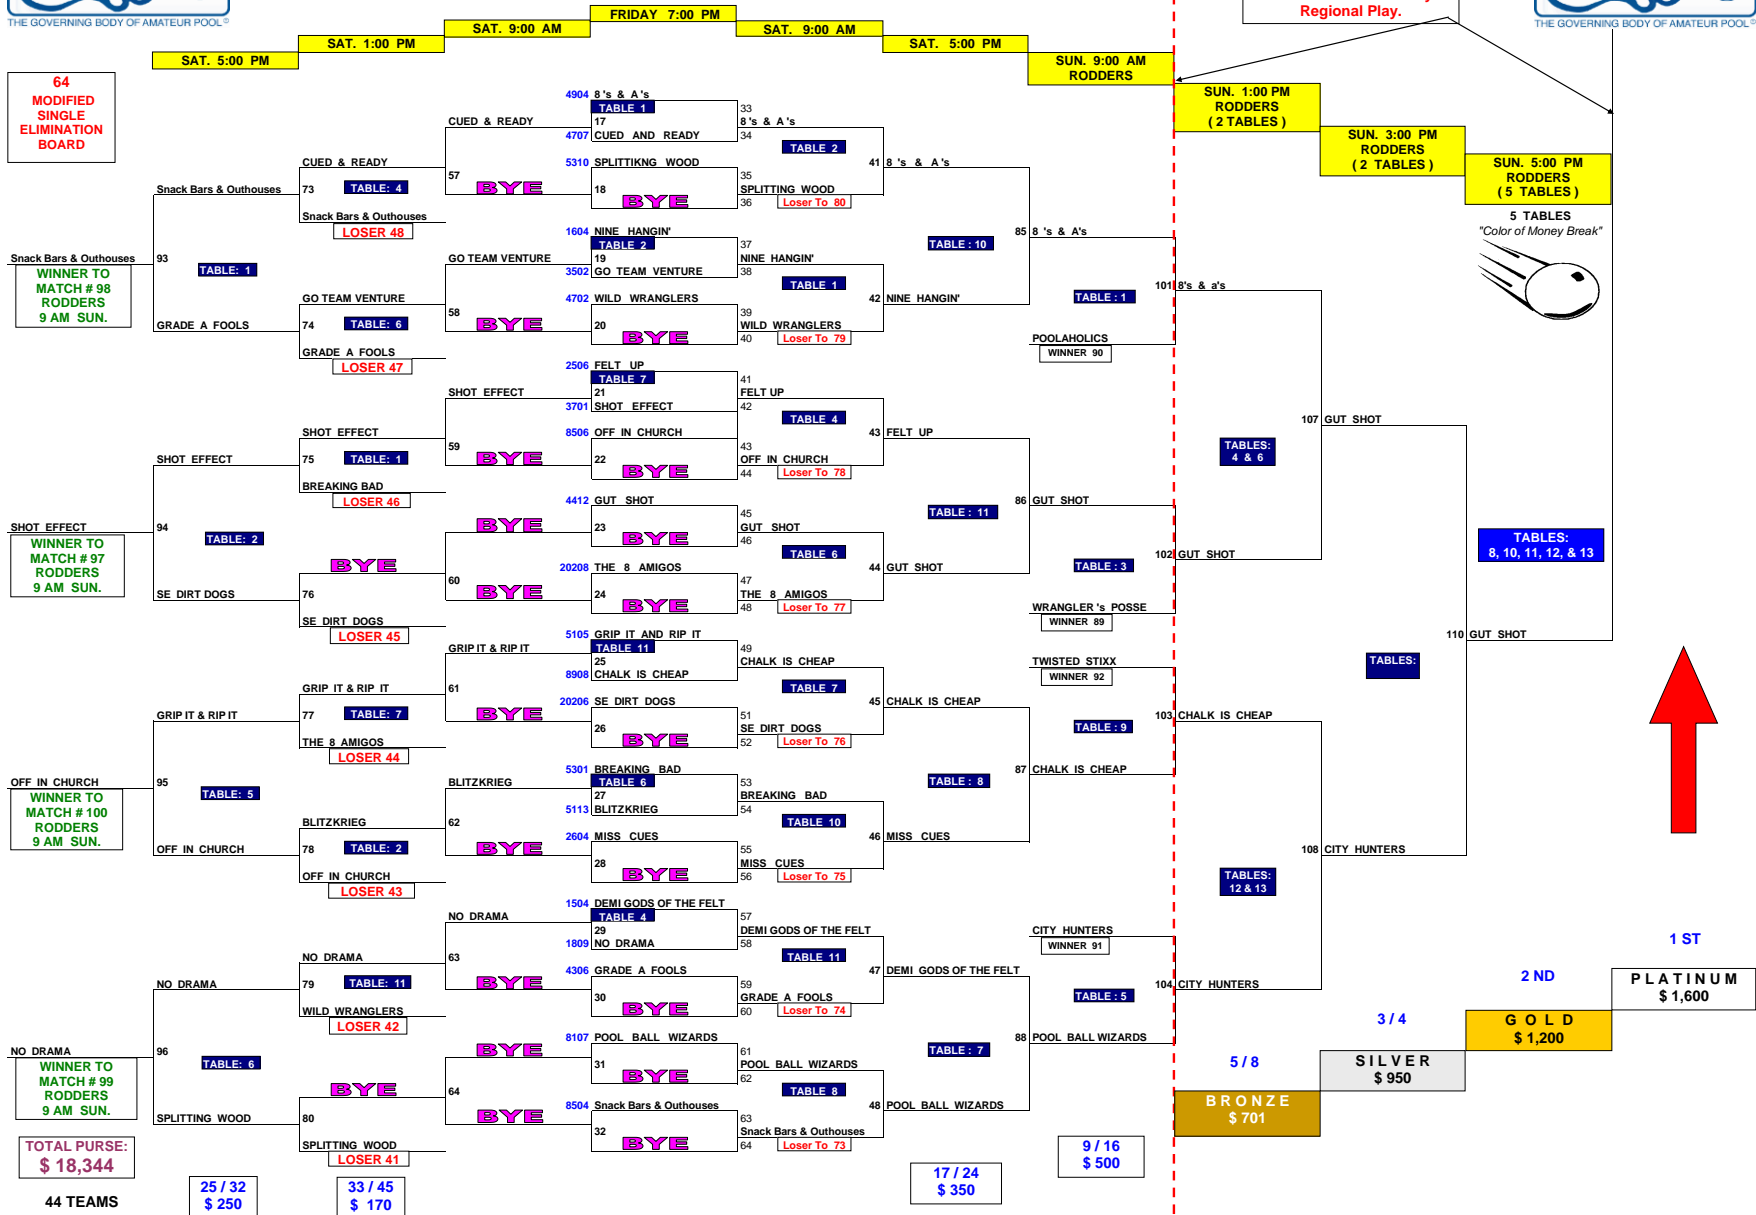 THE GOVERNING BODY OF AMATEUR POOL®
FRIDAY 7:00 PM
Regional Play.
THE GOVERNING BODY OF AMATEUR POOL®
SAT. 9:00 AM
SAT. 9:00 AM
SAT. 1:00 PM
SAT. 5:00 PM
SAT. 5:00 PM
SUN. 9:00 AM
RODDERS
SUN. 1:00 PM
RODDERS
( 2 TABLES )
SUN. 3:00 PM
RODDERS
( 2 TABLES )
SUN. 5:00 PM
RODDERS
( 5 TABLES )
5 TABLES
"Color of Money Break"
64
MODIFIED
SINGLE
ELIMINATION
BOARD
Snack Bars & Outhouses
93
TABLE: 1
WINNER TO
MATCH # 98
RODDERS
9 AM SUN.
SHOT EFFECT
94
TABLE: 2
WINNER TO
MATCH # 97
RODDERS
9 AM SUN.
OFF IN CHURCH
95
TABLE: 5
WINNER TO
MATCH # 100
RODDERS
9 AM SUN.
NO DRAMA
96
TABLE: 6
WINNER TO
MATCH # 99
RODDERS
9 AM SUN.
TOTAL PURSE:
$ 18,344
44 TEAMS
Snack Bars & Outhouses
GRADE A FOOLS
SHOT EFFECT
SE DIRT DOGS
GRIP IT & RIP IT
OFF IN CHURCH
NO DRAMA
SPLITTING WOOD
25 / 32
$ 250
CUED & READY
73
TABLE: 4
Snack Bars & Outhouses
LOSER 48
GO TEAM VENTURE
74
TABLE: 6
GRADE A FOOLS
LOSER 47
SHOT EFFECT
75
TABLE: 1
BREAKING BAD
LOSER 46
BYE
76
SE DIRT DOGS
LOSER 45
GRIP IT & RIP IT
77
TABLE: 7
THE 8 AMIGOS
LOSER 44
BLITZKRIEG
78
TABLE: 2
OFF IN CHURCH
LOSER 43
NO DRAMA
79
TABLE: 11
WILD WRANGLERS
LOSER 42
BYE
80
SPLITTING WOOD
LOSER 41
33 / 45
$ 170
CUED & READY
57
BYE
GO TEAM VENTURE
58
BYE
SHOT EFFECT
59
BYE
BYE
60
BYE
GRIP IT & RIP IT
61
BYE
BLITZKRIEG
62
BYE
NO DRAMA
63
BYE
BYE
64
BYE
4904 8 's & A's
TABLE 1
17
4707 CUED AND READY
5310 SPLITTIKNG WOOD
18
BYE
1604 NINE HANGIN'
TABLE 2
19
3502 GO TEAM VENTURE
4702 WILD WRANGLERS
20
BYE
2506 FELT UP
TABLE 7
21
3701 SHOT EFFECT
8506 OFF IN CHURCH
22
BYE
4412 GUT SHOT
23
BYE
20208 THE 8 AMIGOS
24
BYE
5105 GRIP IT AND RIP IT
TABLE 11
25
8908 CHALK IS CHEAP
20206 SE DIRT DOGS
26
BYE
5301 BREAKING BAD
TABLE 6
27
5113 BLITZKRIEG
2604 MISS CUES
28
BYE
1504 DEMI GODS OF THE FELT
TABLE 4
29
1809 NO DRAMA
4306 GRADE A FOOLS
30
BYE
8107 POOL BALL WIZARDS
31
BYE
8504 Snack Bars & Outhouses
32
BYE
33
8 's & A's
34
TABLE 2
35
SPLITTING WOOD
36
Loser To 80
37
NINE HANGIN'
38
TABLE 1
39
WILD WRANGLERS
40
Loser To 79
41
FELT UP
42
TABLE 4
43
OFF IN CHURCH
44
Loser To 78
45
GUT SHOT
46
TABLE 6
47
THE 8 AMIGOS
48
Loser To 77
49
CHALK IS CHEAP
TABLE 7
51
SE DIRT DOGS
52
Loser To 76
53
BREAKING BAD
54
TABLE 10
55
MISS CUES
56
Loser To 75
57
DEMI GODS OF THE FELT
58
TABLE 11
59
GRADE A FOOLS
60
Loser To 74
61
POOL BALL WIZARDS
62
TABLE 8
63
Snack Bars & Outhouses
64
Loser To 73
41 8 's & A 's
TABLE : 10
42 NINE HANGIN'
43 FELT UP
TABLE : 11
44 GUT SHOT
45 CHALK IS CHEAP
TABLE : 8
46 MISS CUES
47 DEMI GODS OF THE FELT
TABLE : 7
48 POOL BALL WIZARDS
17 / 24
$ 350
85 8 's & A's
TABLE : 1
POOLAHOLICS
WINNER 90
86 GUT SHOT
TABLE : 3
WRANGLER 's POSSE
WINNER 89
TWISTED STIXX
WINNER 92
TABLE : 9
87 CHALK IS CHEAP
CITY HUNTERS
WINNER 91
TABLE : 5
88 POOL BALL WIZARDS
9 / 16
$ 500
101 8's & a's
TABLES:
4 & 6
102 GUT SHOT
103 CHALK IS CHEAP
TABLES:
12 & 13
104 CITY HUNTERS
5 / 8
BRONZE
$ 701
107 GUT SHOT
TABLES:
108 CITY HUNTERS
3 / 4
SILVER
$ 950
TABLES:
8, 10, 11, 12, & 13
110 GUT SHOT
2 ND
GOLD
$ 1,200
1 ST
PLATINUM
$ 1,600